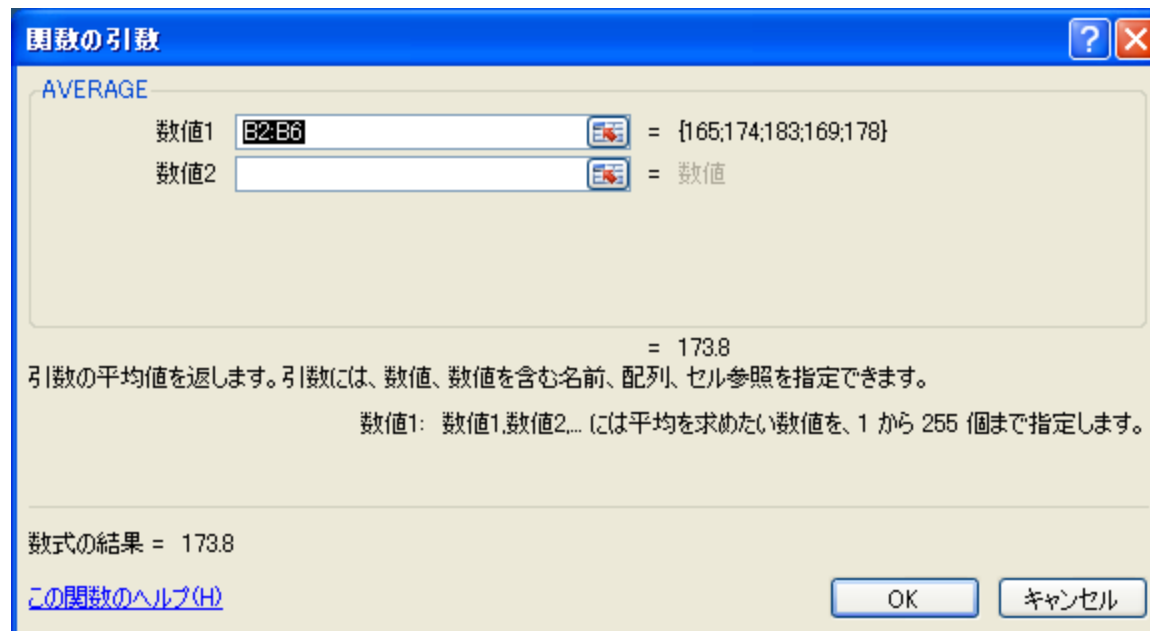 関数の引数
AVERAGE
数値1 B2:B6 = {165;174;183;169;178}
数値2 = 数値
= 173.8
引数の平均値を返します。引数には、数値、数値を含む名前、配列、セル参照を指定できます。
数値1: 数値1,数値2,... には平均を求めたい数値を、1 から 255 個まで指定します。
数式の結果 = 173.8
この関数のヘルプ(H)
OK キャンセル